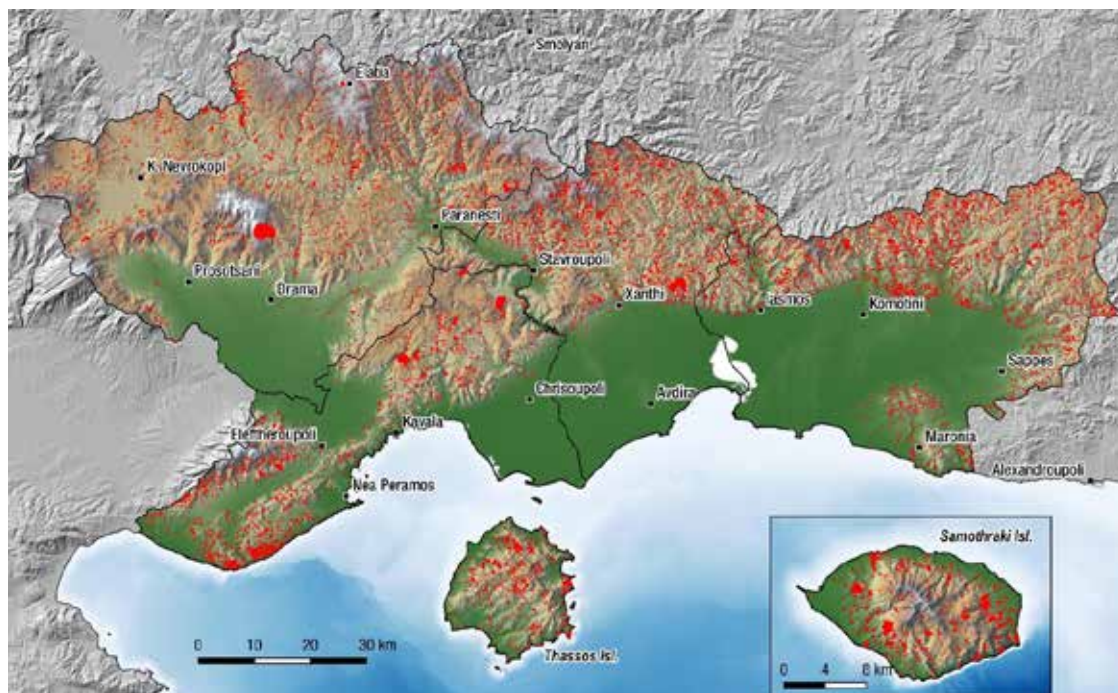 Smolyan
Elatia
K. Nevrokopi
Paranesti
Stavroupoli
Prosotsani
Drama
Xanthi
Iasmos
Komotini
Sappes
Chrisoupoli
Avdira
Kavala
Eleftheroupoli
Maronia
Alexandroupoli
Nea Peramos
Samothraki Isl.
Thassos Isl.
0 10 20 30 km
0 4 8 km